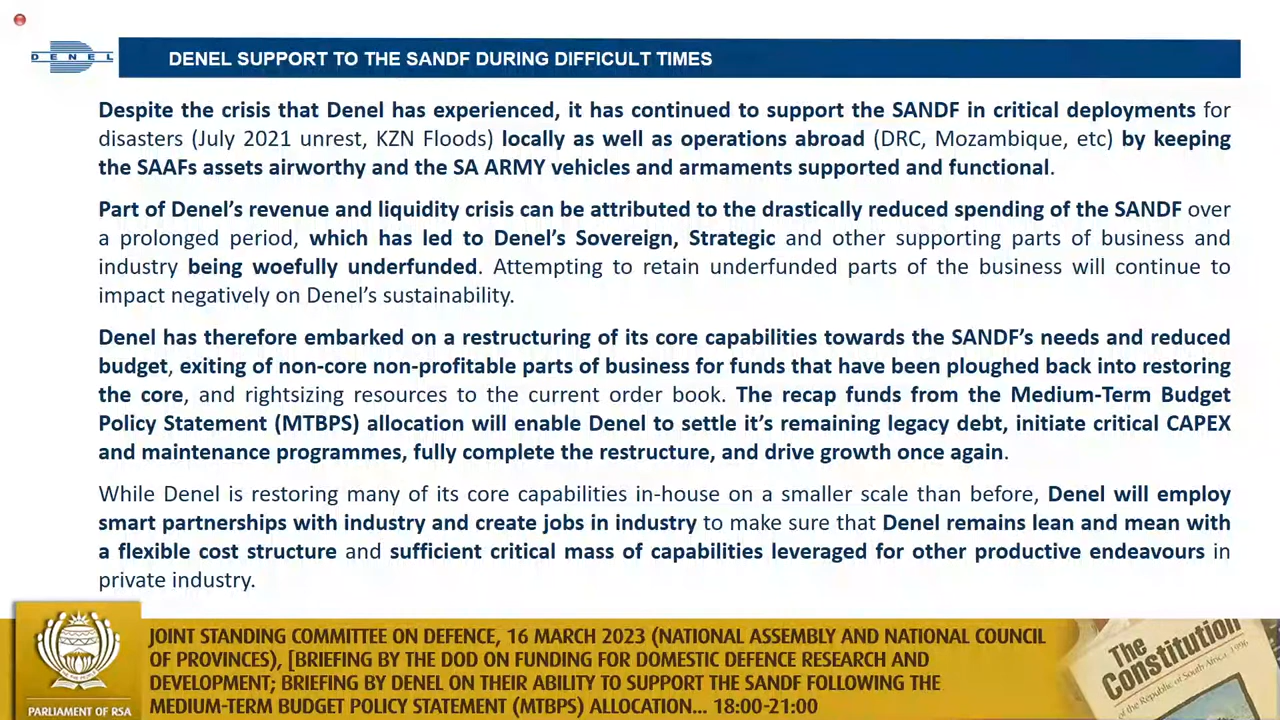 DENEL
DENEL SUPPORT TO THE SANDF DURING DIFFICULT TIMES
Despite the crisis that Denel has experienced, it has continued to support the SANDF in critical deployments for
disasters (July 2021 unrest, KZN Floods) locally as well as operations abroad (DRC, Mozambique, etc) by keeping
the SAAFs assets airworthy and the SA ARMY vehicles and armaments supported and functional.
Part of Denel's revenue and liquidity crisis can be attributed to the drastically reduced spending of the SANDF over
a prolonged period, which has led to Denel's Sovereign, Strategic and other supporting parts of business and
industry being woefully underfunded. Attempting to retain underfunded parts of the business will continue to
impact negatively on Denel's sustainability.
Denel has therefore embarked on a restructuring of its core capabilities towards the SANDF's needs and reduced
budget, exiting of non-core non-profitable parts of business for funds that have been ploughed back into restoring
the core, and rightsizing resources to the current order book. The recap funds from the Medium-Term Budget
Policy Statement (MTBPS) allocation will enable Denel to settle it's remaining legacy debt, initiate critical CAPEX
and maintenance programmes, fully complete the restructure, and drive growth once again.
While Denel is restoring many of its core capabilities in-house on a smaller scale than before, Denel will employ
smart partnerships with industry and create jobs in industry to make sure that Denel remains lean and mean with
a flexible cost structure and sufficient critical mass of capabilities leveraged for other productive endeavours in
private industry.
JOINT STANDING COMMITTEE ON DEFENCE, 16 MARCH 2023 (NATIONAL ASSEMBLY AND NATIONAL COUNCIL
OF PROVINCES), [BRIEFING BY THE DOD ON FUNDING FOR DOMESTIC DEFENCE RESEARCH AND
DEVELOPMENT; BRIEFING BY DENEL ON THEIR ABILITY TO SUPPORT THE SANDF FOLLOWING THE
MEDIUM-TERM BUDGET POLICY STATEMENT (MTBPS) ALLOCATION... 18:00-21:00
PARLIAMENT OF RSA
The
Constitution
of the Republic of South Africa, 1996